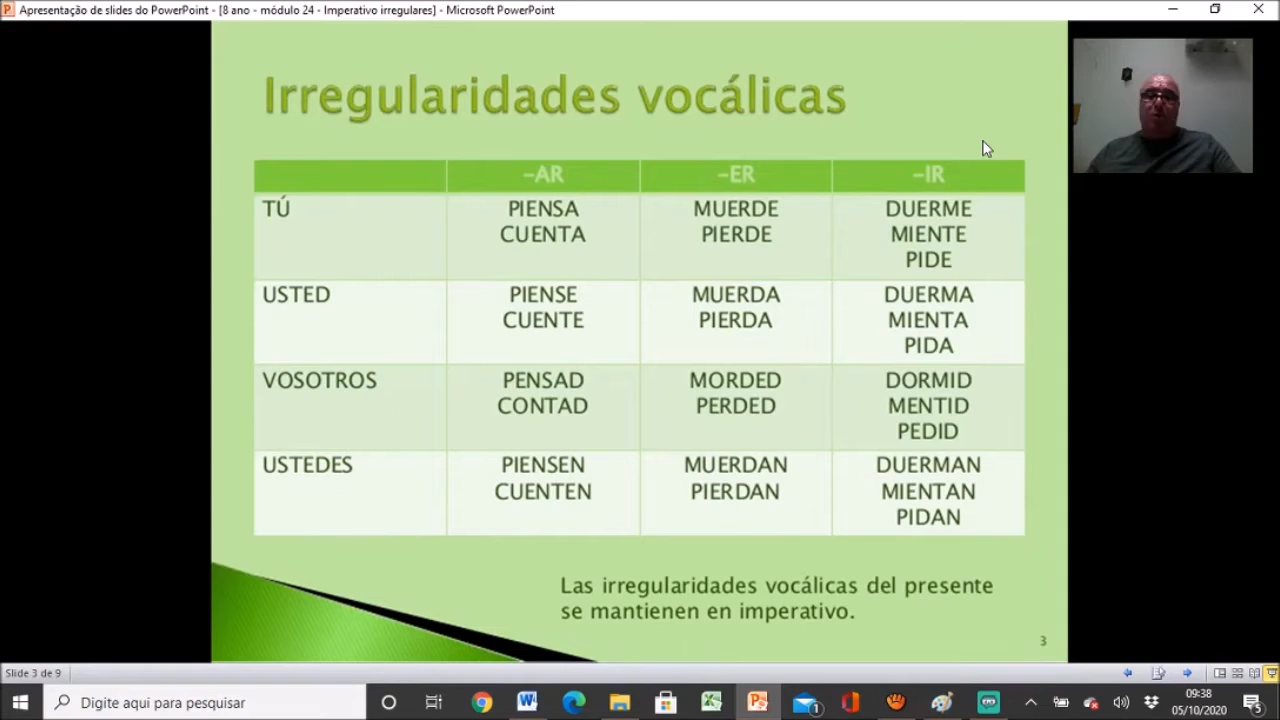 Apresentação de slides do PowerPoint - [8 ano - módulo 24 - Imperativo irregulares] - Microsoft PowerPoint
Irregularidades vocálicas
-AR -ER -IR
TÚ
PIENSA
CUENTA
MUERDE
PIERDE
DUERME
MIENTE
PIDE
USTED
PIENSE
CUENTE
MUERDA
PIERDA
DUERMA
MIENTA
PIDA
VOSOTROS
PENSAD
CONTAD
MORDED
PERDED
DORMID
MENTID
PEDID
USTEDES
PIENSEN
CUENTEN
MUERDAN
PIERDAN
DUERMAN
MIENTAN
PIDAN
Las irregularidades vocálicas del presente
se mantienen en imperativo.
3
Slide 3 de 9
Digite aqui para pesquisar
1
09:38
05/10/2020
5